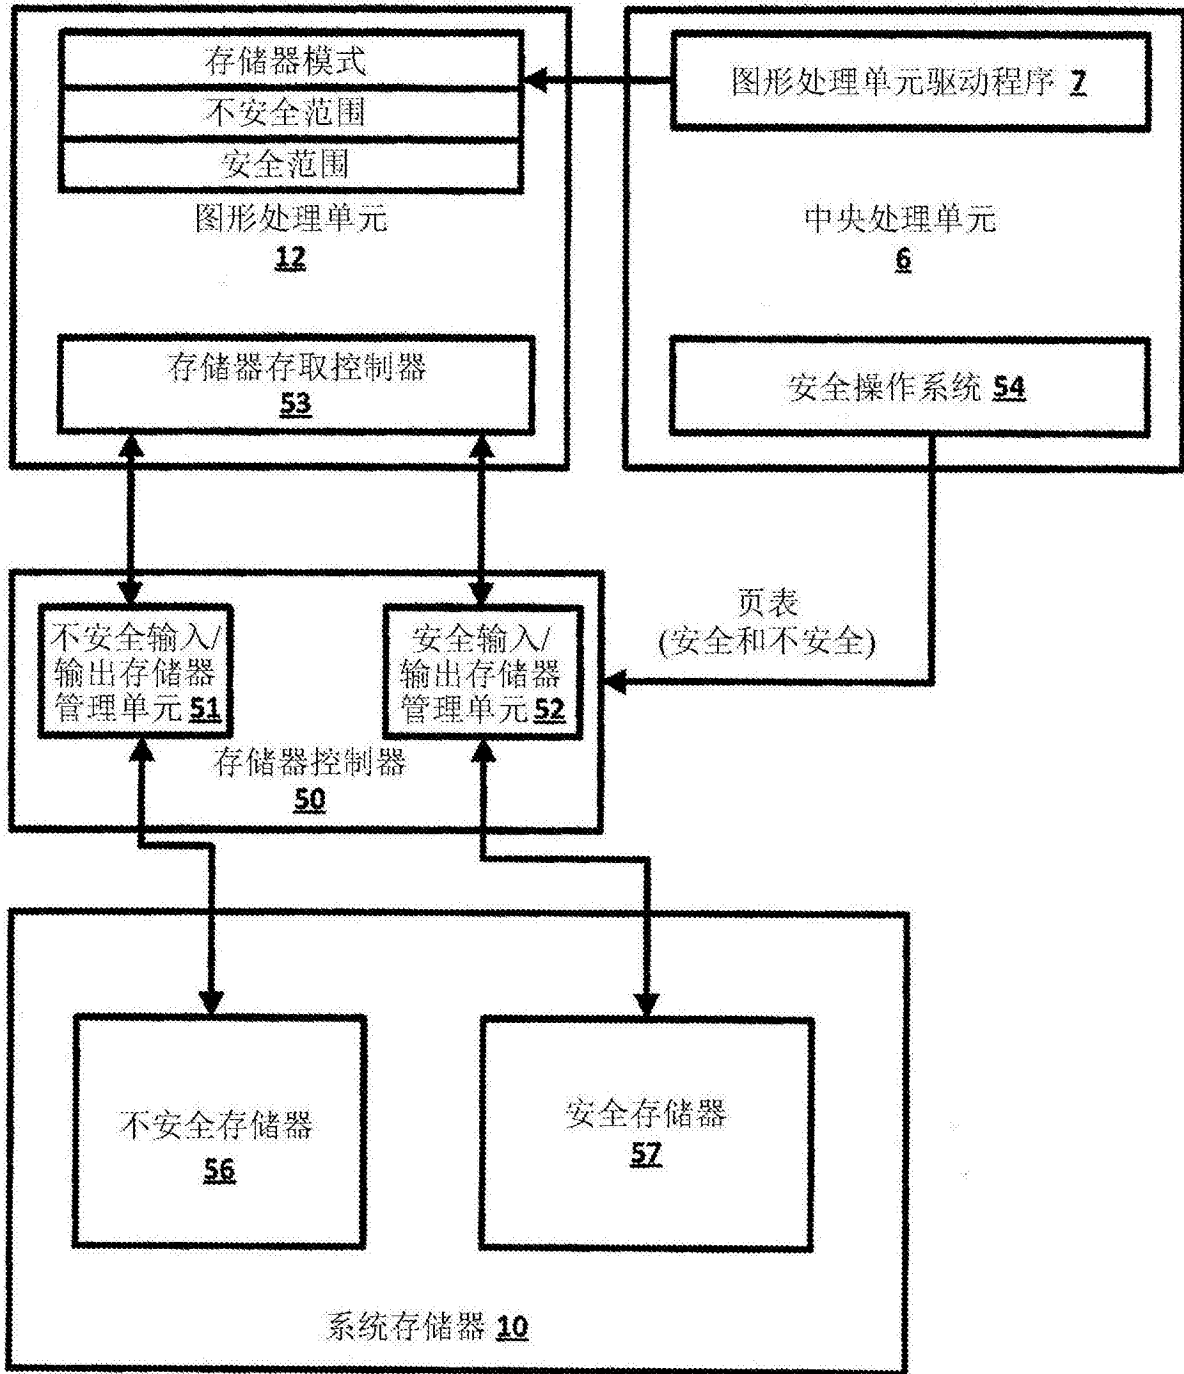 存储器模式
不安全范围
安全范围
图形处理单元
12
存储器存取控制器
53
图形处理单元驱动程序 7
中央处理单元
6
安全操作系统 54
不安全输入/
输出存储器
管理单元 51
安全输入/
输出存储器
管理单元 52
存储器控制器
50
页表
(安全和不安全)
不安全存储器
56
安全存储器
57
系统存储器 10